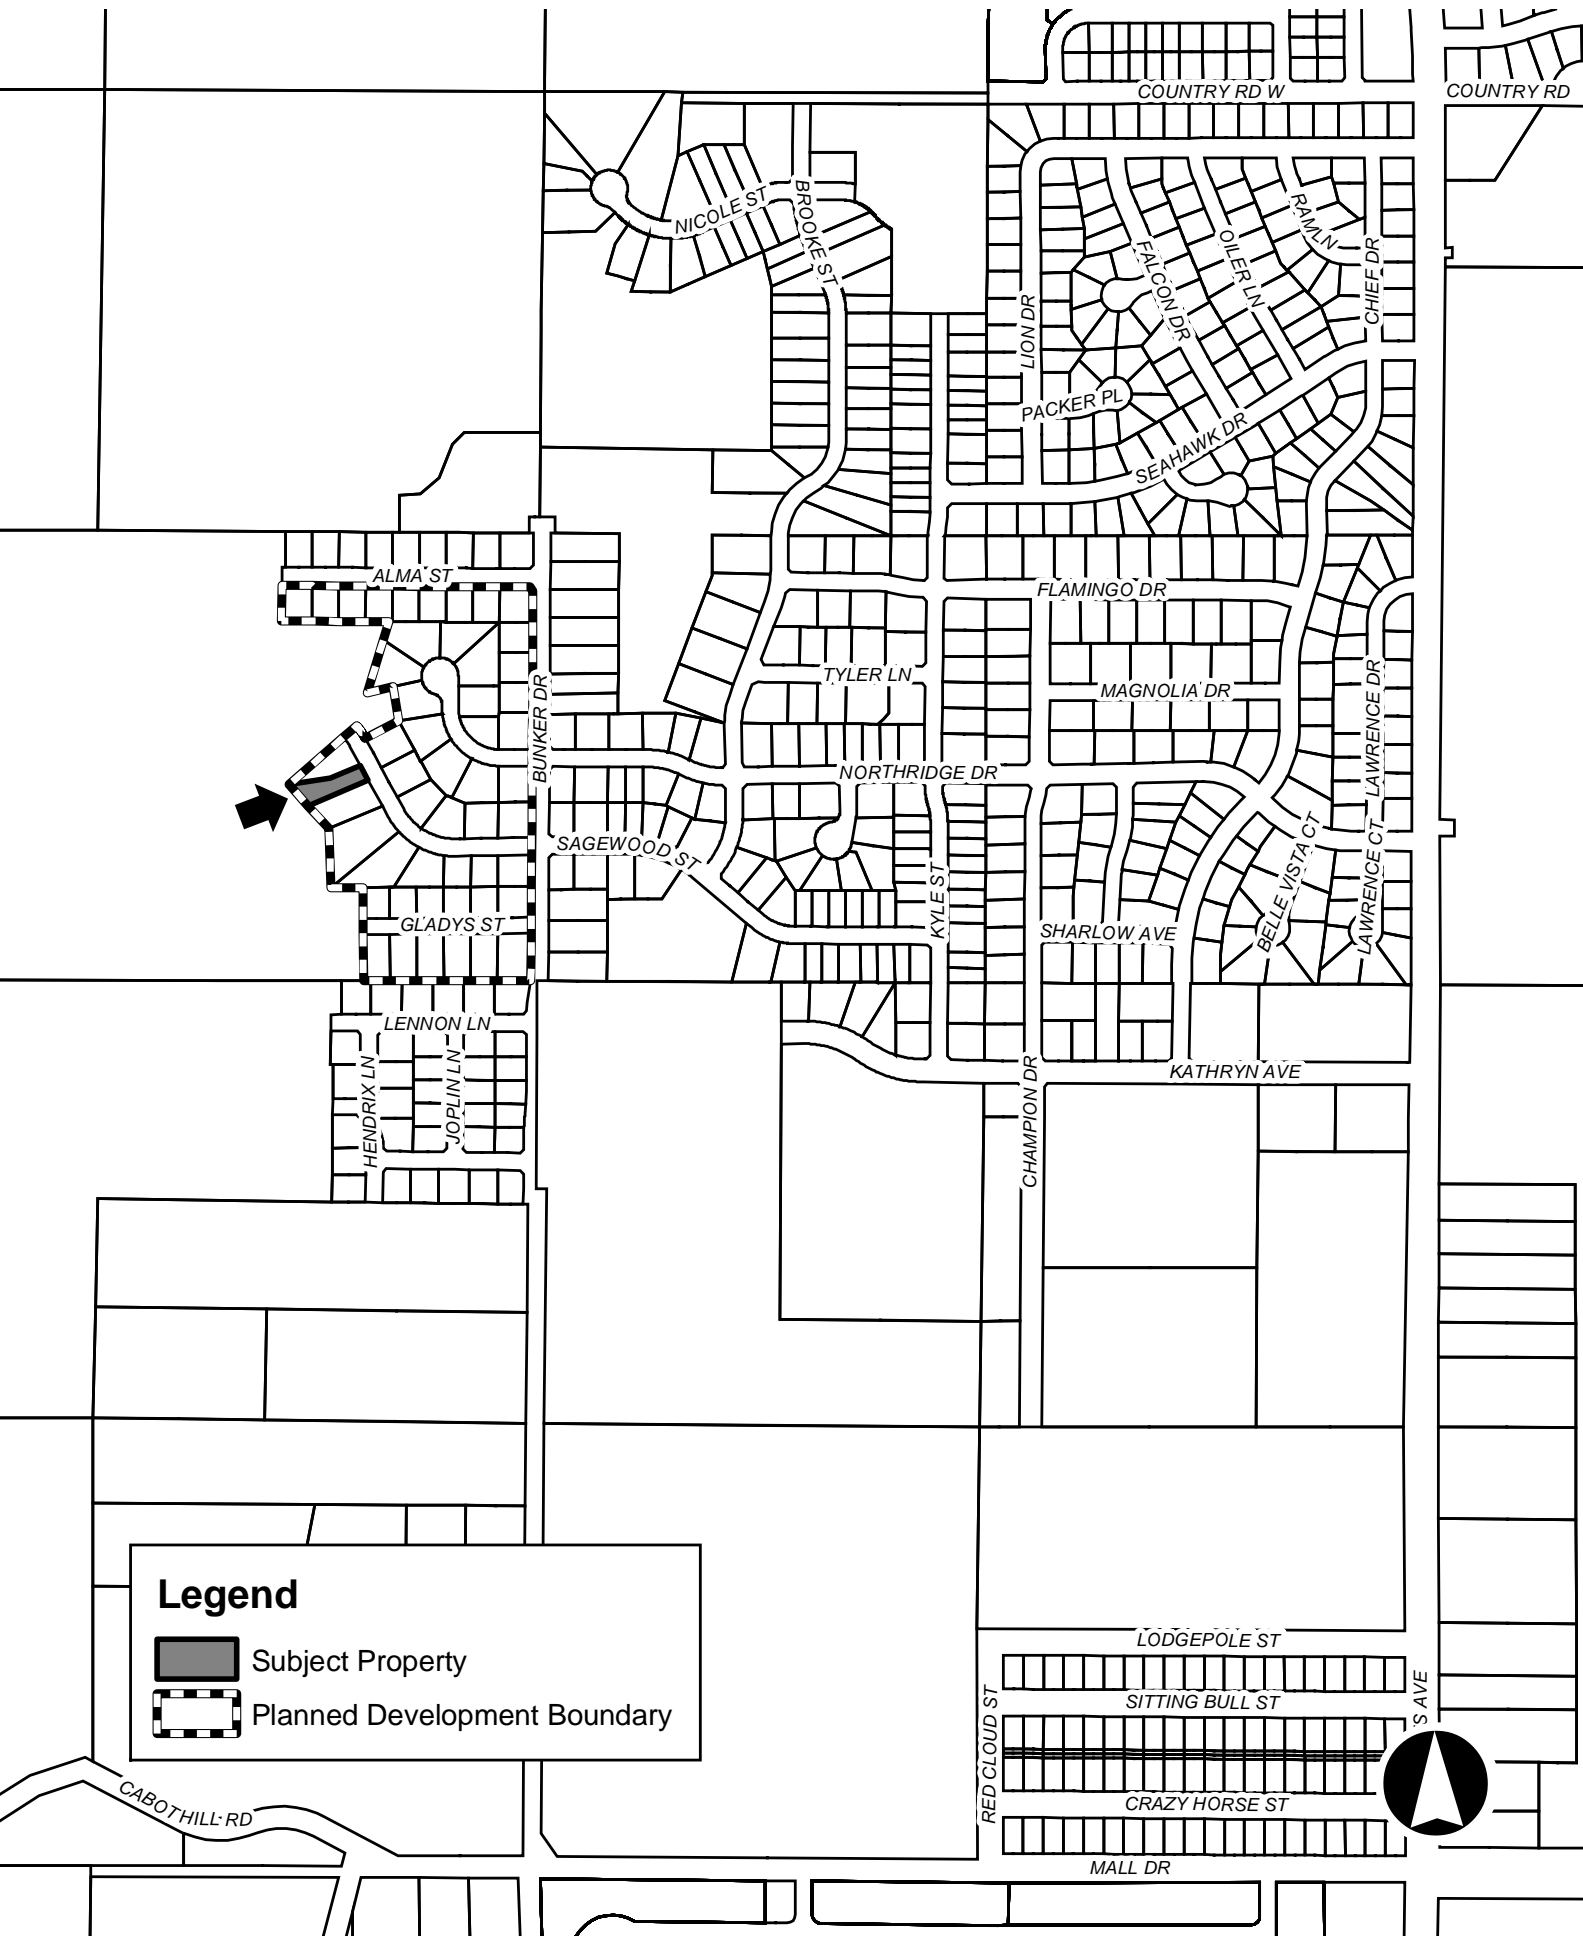 COUNTRY RD W
COUNTRY RD
NICOLE ST
BROOKE ST
RAM LN
OILER LN
FALCON DR
CHIEF DR
LION DR
PACKER PL
SEAHAWK DR
ALMA ST
FLAMINGO DR
TYLER LN
MAGNOLIA DR
BUNKER DR
LAWRENCE DR
NORTHRIDGE DR
SAGEWOOD ST
BELLE VISTA CT
LAWRENCE CT
KYLE ST
GLADYS ST
SHARLOW AVE
LENNON LN
HENDRIX LN
JOPLIN LN
CHAMPION DR
KATHRYN AVE
Legend
Subject Property
Planned Development Boundary
LODGEPOLE ST
SITTING BULL ST
RED CLOUD ST
S AVE
CRAZY HORSE ST
CABOTHILL RD
MALL DR